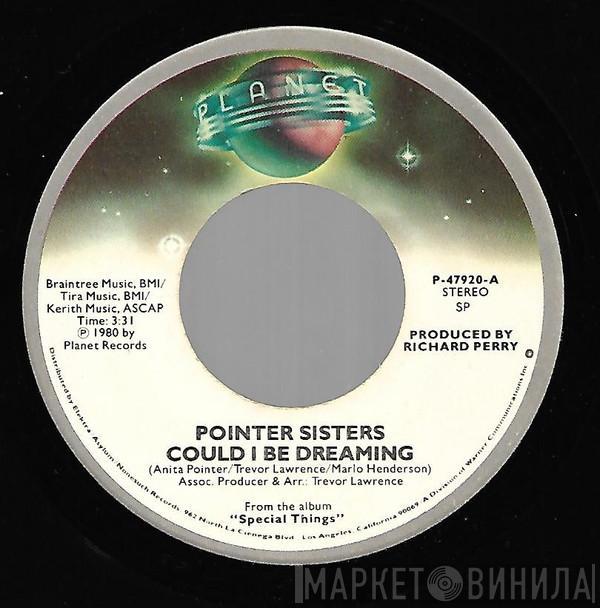 PLANET
Braintree Music, BMI/
Tira Music, BMI/
Kerith Music, ASCAP
Time: 3:31
Ⓟ 1980 by
Planet Records
P-47920-A
STEREO
SP
PRODUCED BY
RICHARD PERRY
POINTER SISTERS
COULD I BE DREAMING
(Anita Pointer/Trevor Lawrence/Marlo Henderson)
Assoc. Producer & Arr.: Trevor Lawrence
From the album
"Special Things"
Distributed by Elektra/Asylum/Nonesuch Records, 962 North La Cienega Blvd., Los Angeles, California 90069. A Division of Warner Communications Inc. ©
МАРКЕТ ВИНИЛА